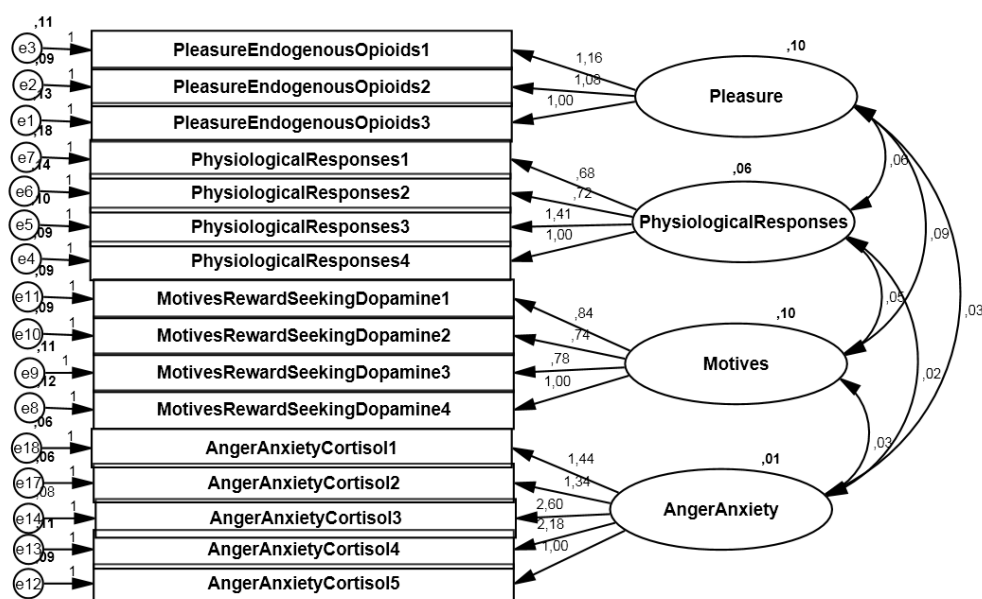 ,11
e3
1
PleasureEndogenousOpioids1
,09
e2
1
PleasureEndogenousOpioids2
,13
e1
1
PleasureEndogenousOpioids3
,18
e7
1
PhysiologicalResponses1
,14
e6
1
PhysiologicalResponses2
,10
e5
1
PhysiologicalResponses3
,09
e4
1
PhysiologicalResponses4
,09
e11
1
MotivesRewardSeekingDopamine1
,09
e10
1
MotivesRewardSeekingDopamine2
,11
e9
1
MotivesRewardSeekingDopamine3
,12
e8
1
MotivesRewardSeekingDopamine4
,06
e18
1
AngerAnxietyCortisol1
,06
e17
1
AngerAnxietyCortisol2
,08
e14
1
AngerAnxietyCortisol3
,11
e13
1
AngerAnxietyCortisol4
,09
e12
1
AngerAnxietyCortisol5
1,16
1,08
1,00
,10
Pleasure
,68
,72
1,41
1,00
,06
PhysiologicalResponses
,84
,74
,78
1,00
,10
Motives
1,44
1,34
2,60
2,18
1,00
,01
AngerAnxiety
,06
,09
,03
,05
,02
,03